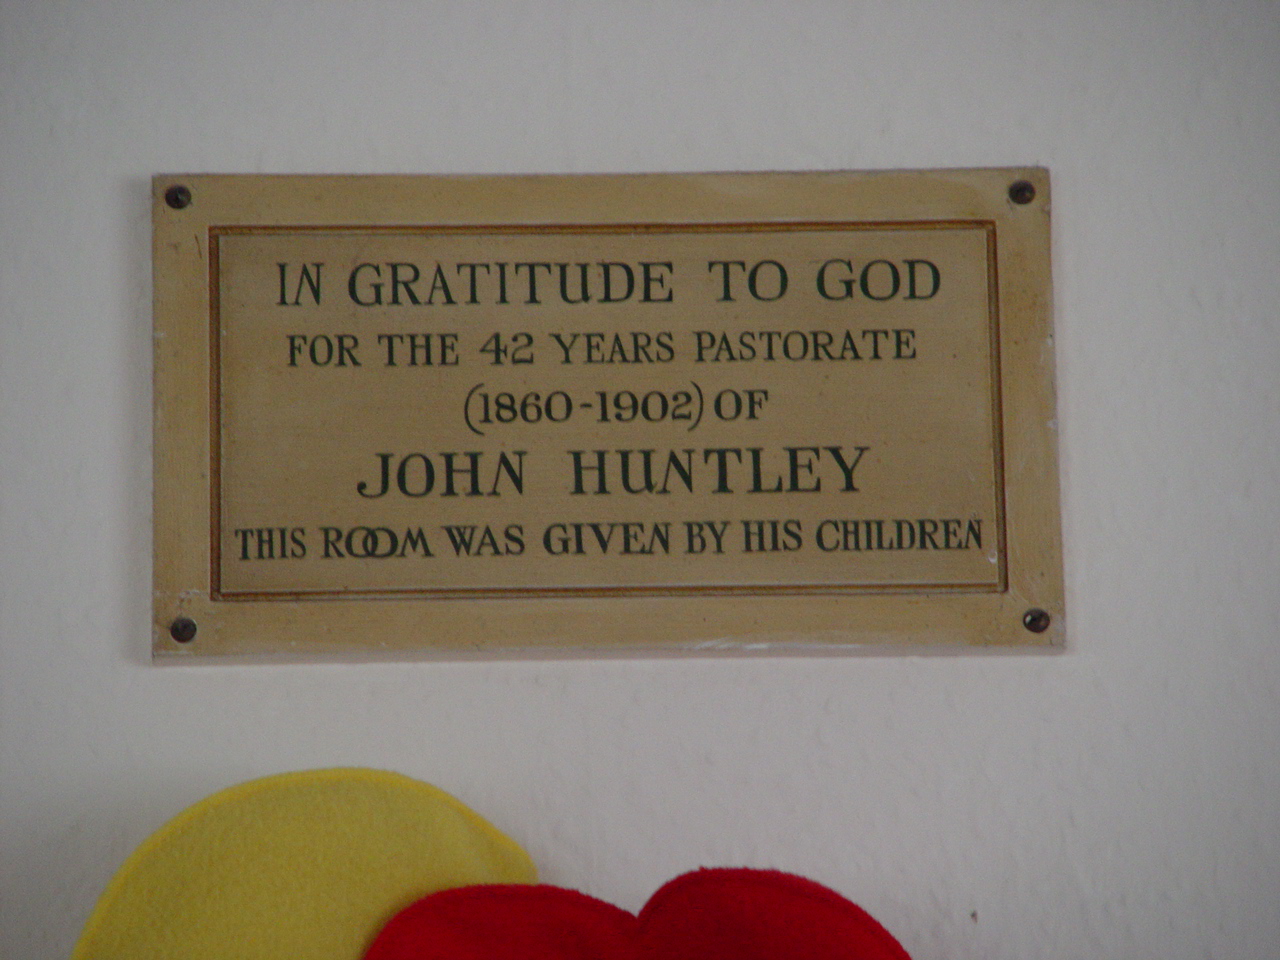 IN GRATITUDE TO GOD
FOR THE 42 YEARS PASTORATE
(1860-1902) OF
JOHN HUNTLEY
THIS ROOM WAS GIVEN BY HIS CHILDREN